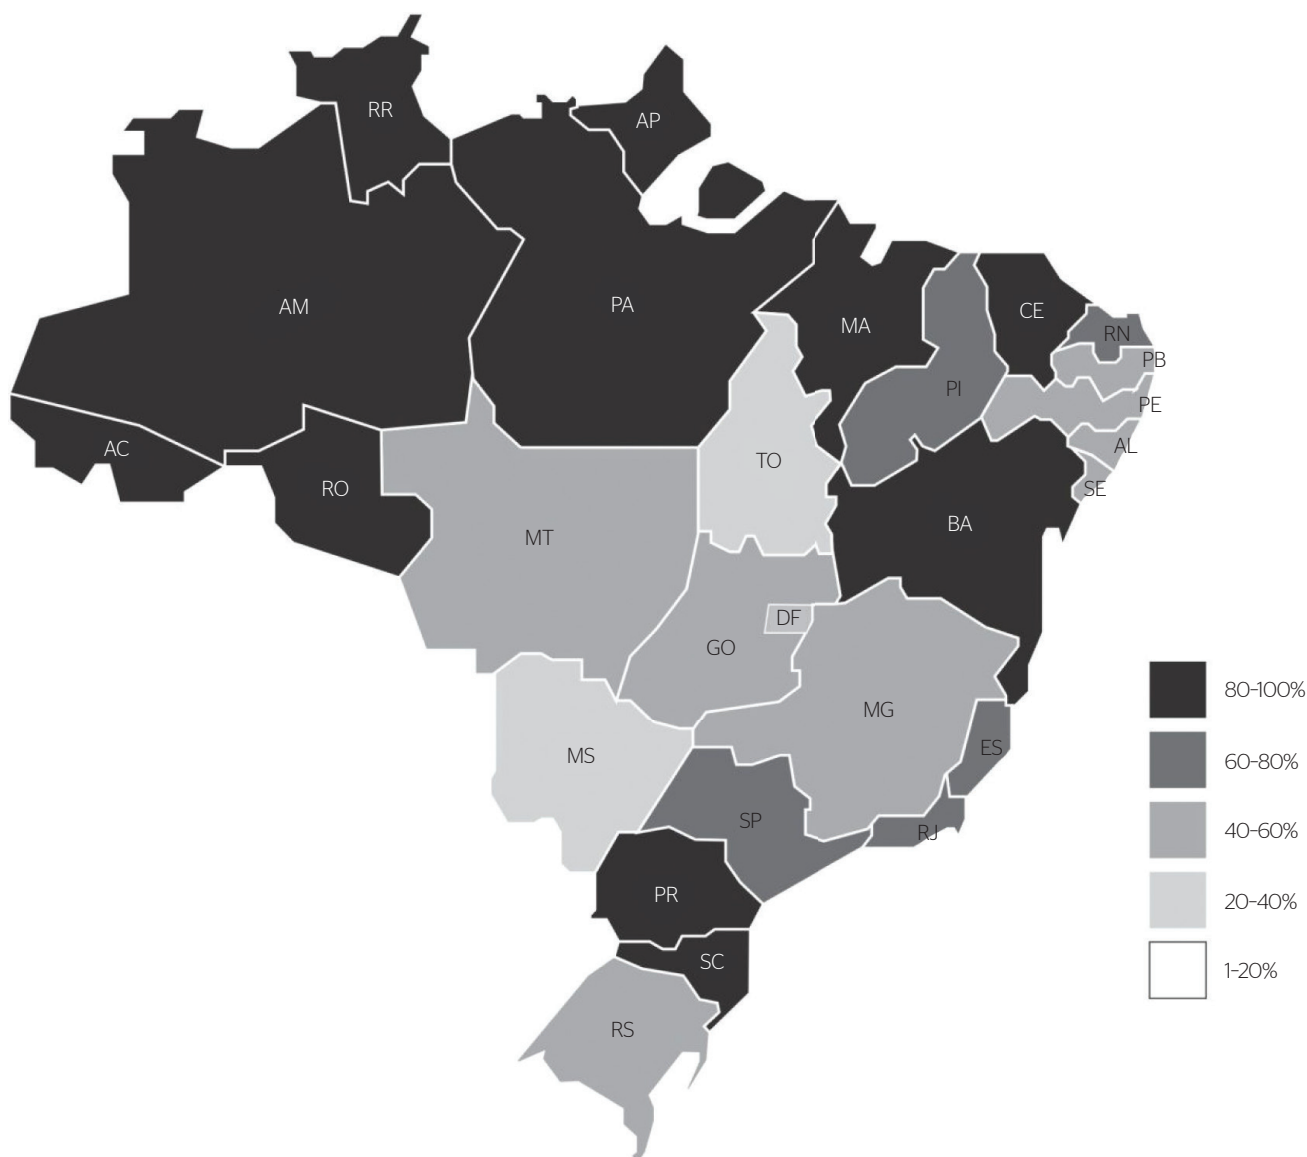 RR
AP
AM
PA
MA
CE
RN
PB
PI
PE
AC
AL
TO
RO
SE
BA
MT
DF
GO
MG
ES
MS
SP
RJ
PR
SC
RS
80-100%
60-80%
40-60%
20-40%
1-20%